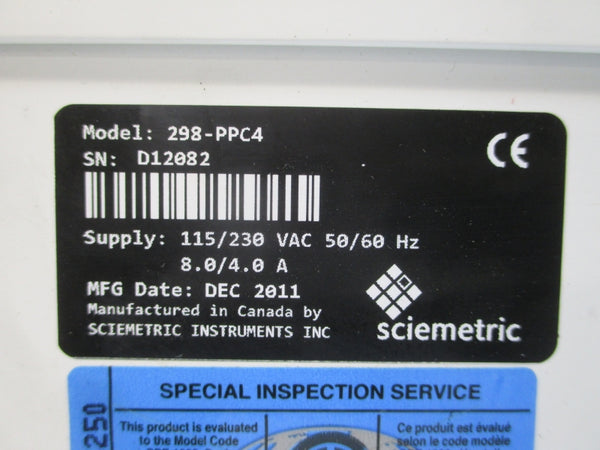 Model: 298-PPC4
SN: D12082
CE
Supply: 115/230 VAC 50/60 Hz
8.0/4.0 A
MFG Date: DEC 2011
Manufactured in Canada by
SCIEMETRIC INSTRUMENTS INC
sciemetric
SPECIAL INSPECTION SERVICE
250
This product is evaluated
to the Model Code
Ce produit est évalué
selon le code modèle